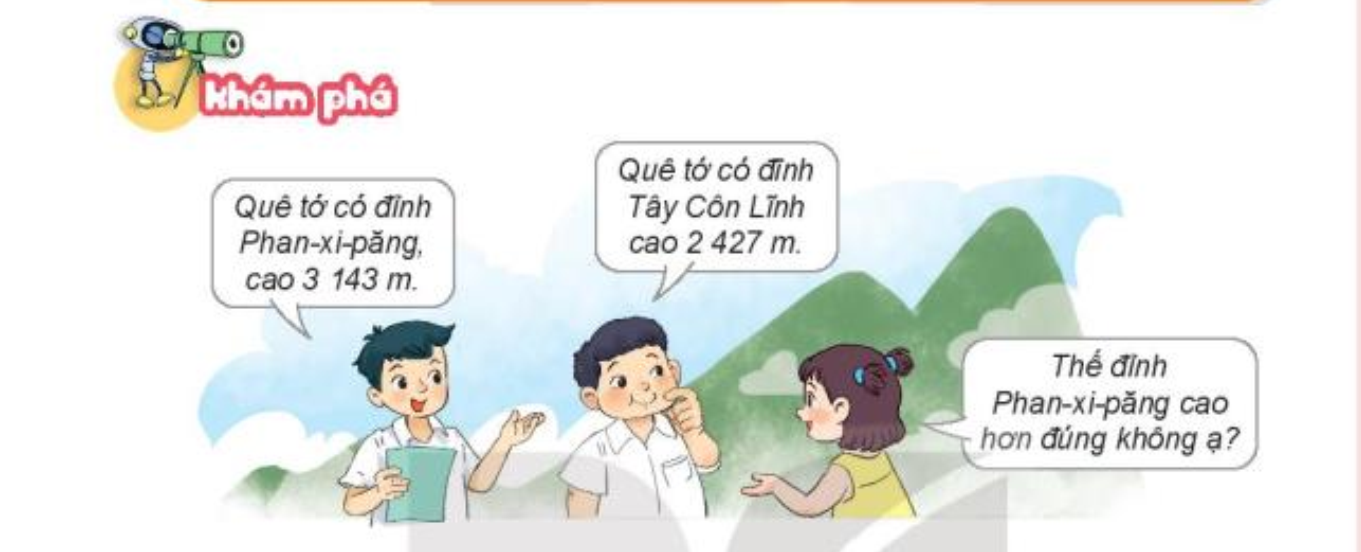 Khám phá
Quê tớ có đỉnh
Phan-xi-păng,
cao 3 143 m.
Quê tớ có đỉnh
Tây Côn Lĩnh
cao 2 427 m.
Thế đỉnh
Phan-xi-păng cao
hơn đúng không ạ?